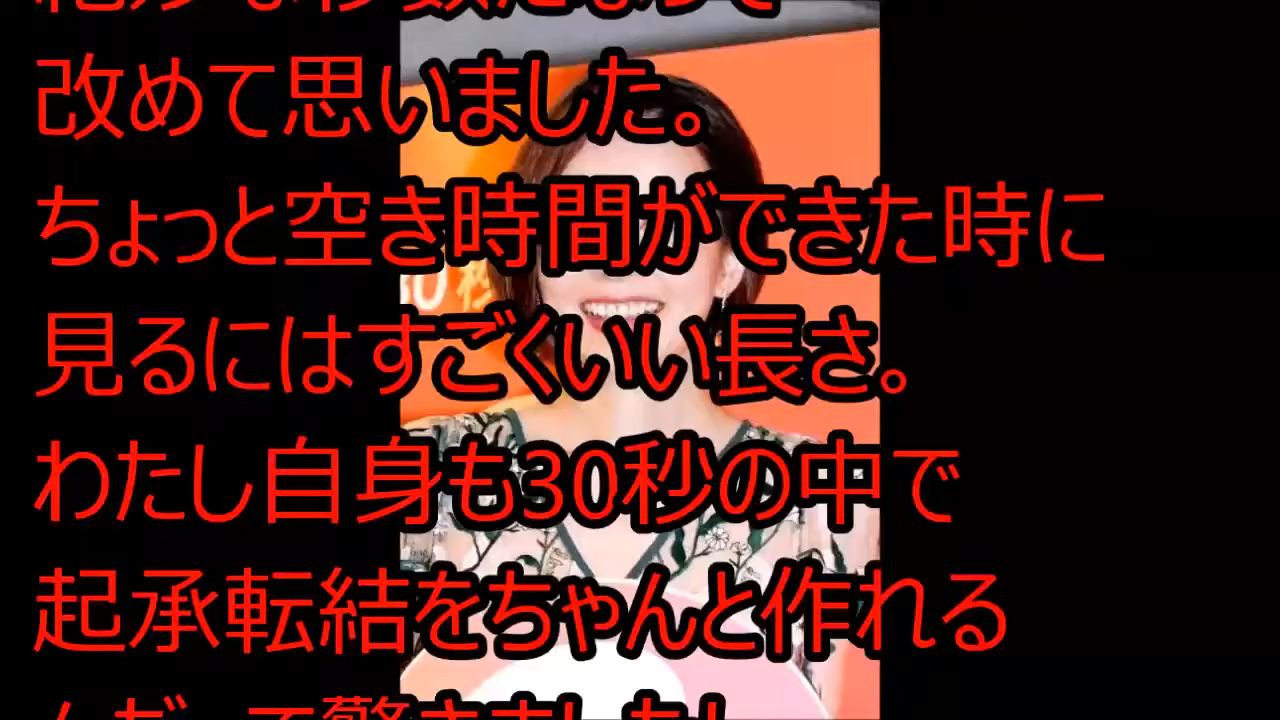 改めて思いました。
ちょっと空き時間ができた時に
見るにはすごくいい長さ。
わたし自身も30秒の中で
起承転結をちゃんと作れる
30秒